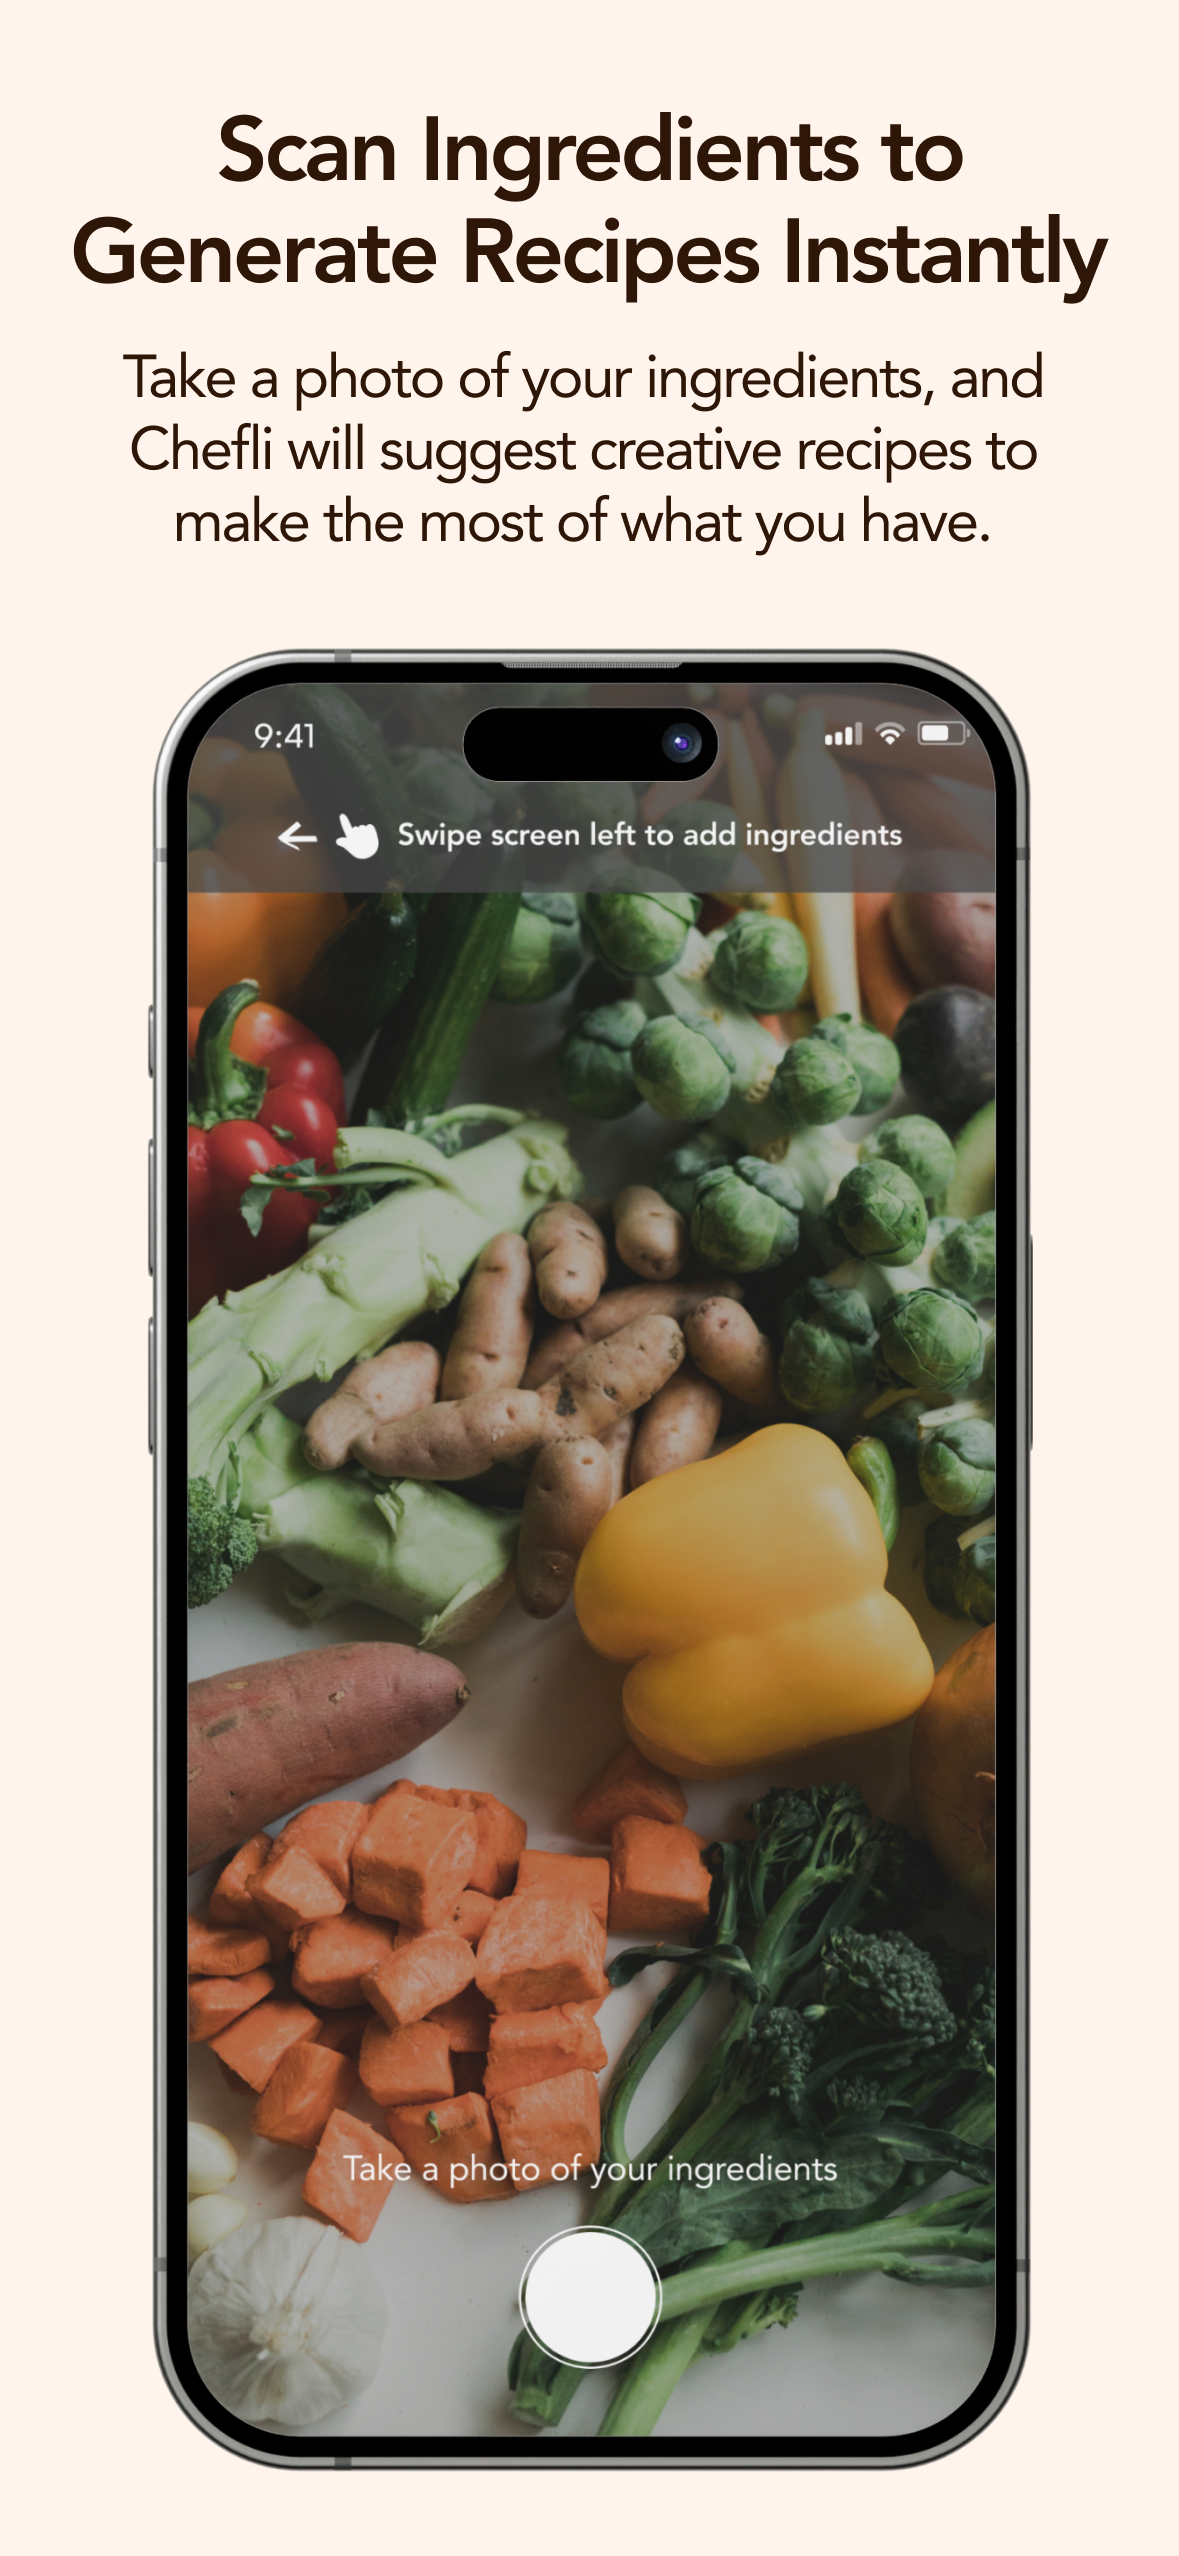 Scan Ingredients to
Generate Recipes Instantly
Take a photo of your ingredients, and
Chefli will suggest creative recipes to
make the most of what you have.
9:41
Swipe screen left to add ingredients
Take a photo of your ingredients